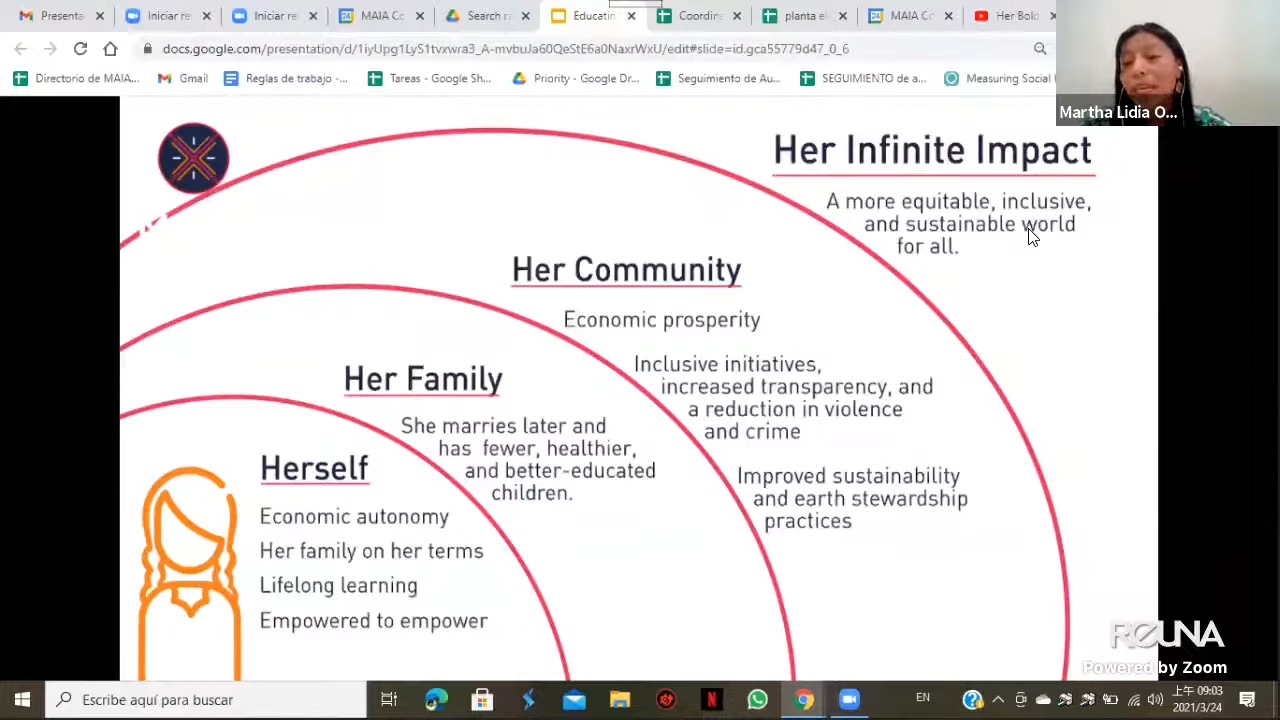 Presenta
Iniciar re
Iniciar re
MAIA C
Search re
Educatin
Coordin
planta e
MAIA C
Her Bolo
docs.google.com/presentation/d/1iyUpg1LyS1tvxwra3_A-mvbuJa60QeStE6a0NaxrWxU/edit#slide=id.gca55779d47_0_6
Directorio de MAIA...
Gmail
Reglas de trabajo -...
Tareas - Google Sh...
Priority - Google Dr...
Seguimiento de Au...
SEGUIMIENTO de a...
Measuring Social
Martha Lidia O...
Her Infinite Impact
A more equitable, inclusive,
and sustainable world
for all.
Her Community
Economic prosperity
Inclusive initiatives,
increased transparency, and
a reduction in violence
and crime
Improved sustainability
and earth stewardship
practices
Her Family
She marries later and
has fewer, healthier,
and better-educated
children.
Herself
Economic autonomy
Her family on her terms
Lifelong learning
Empowered to empower
REUNA
Powered by Zoom
Escribe aquí para buscar
EN
上午 09:03
2021/3/24